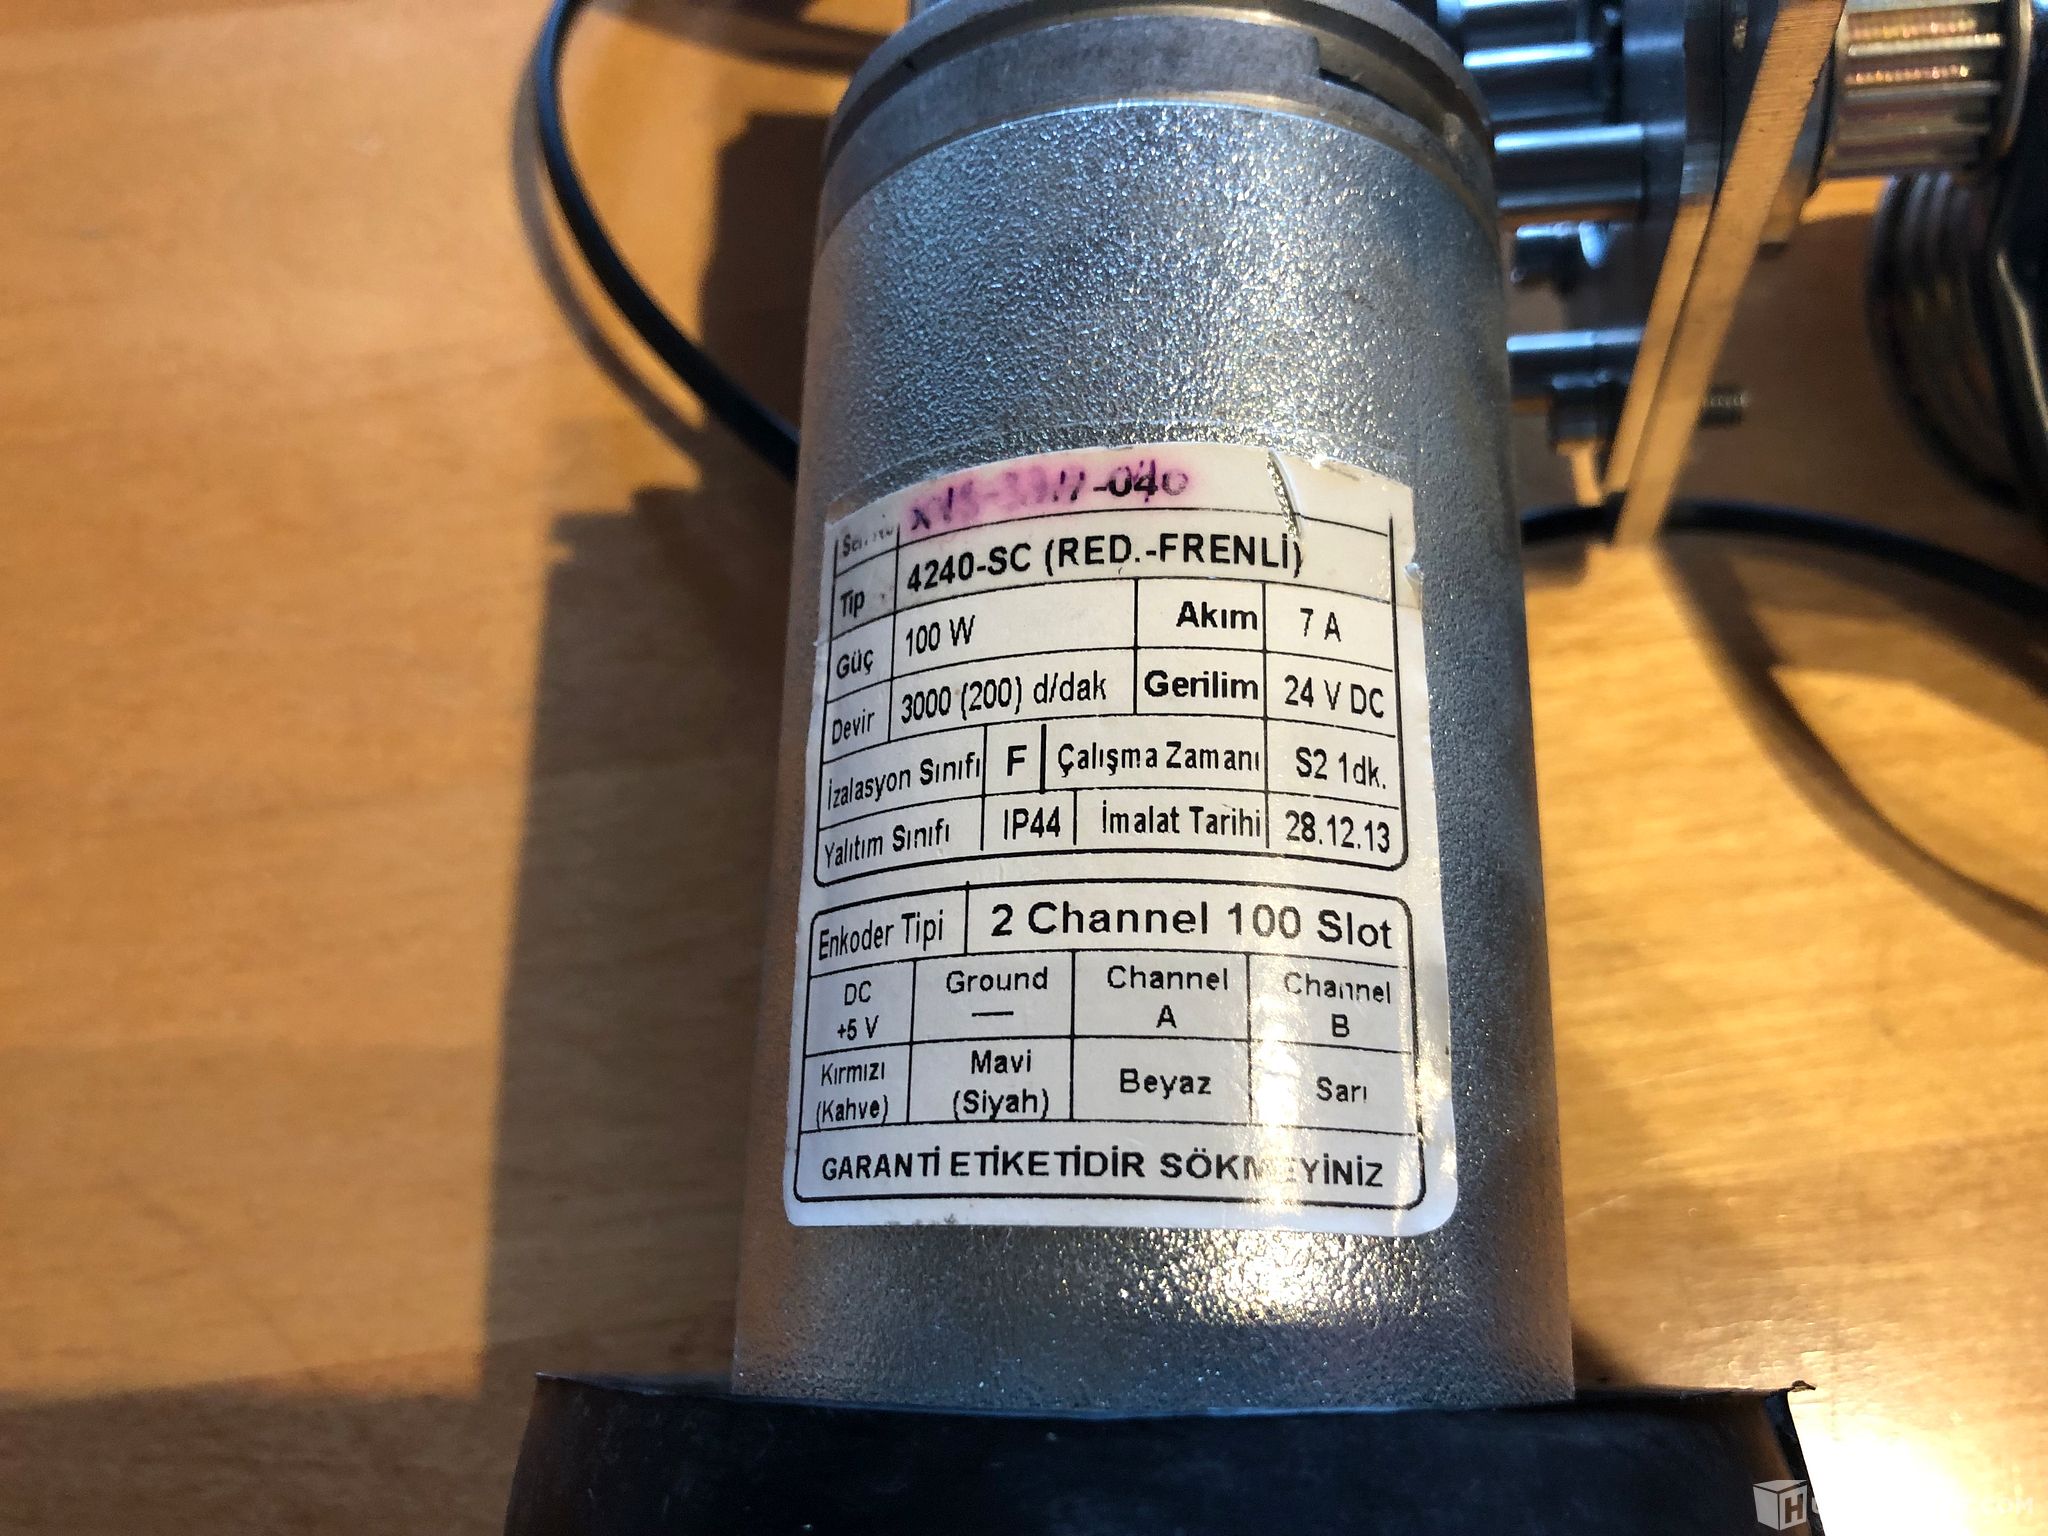 -040
Tip 4240-SC (RED.-FRENLİ)
Güç 100 W Akım 7 A
Devir 3000 (200) d/dak Gerilim 24 V DC
İzalasyon Sınıfı F Çalışma Zamanı S2 1dk.
Yalıtım Sınıfı IP44 İmalat Tarihi 28.12.13
Enkoder Tipi 2 Channel 100 Slot
DC +5 V Ground — Channel A Channel B
Kırmızı (Kahve) Mavi (Siyah) Beyaz Sarı
GARANTİ ETİKETİDİR SÖKMEYİNİZ